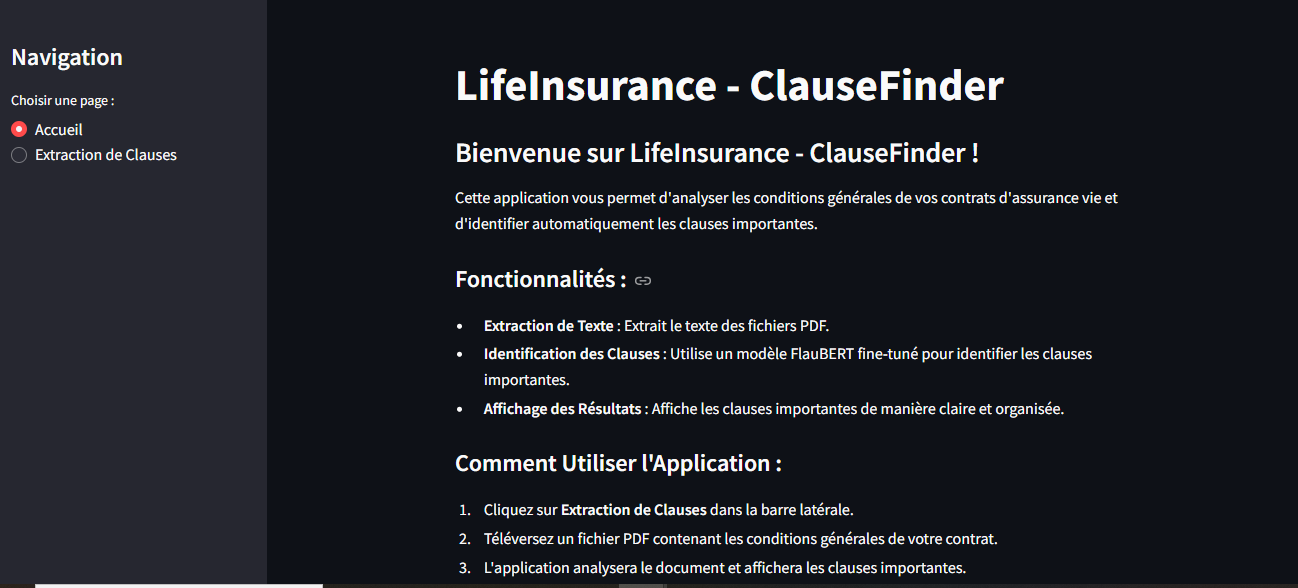 Navigation
Choisir une page :
Accueil
Extraction de Clauses
LifeInsurance - ClauseFinder
Bienvenue sur LifeInsurance - ClauseFinder !
Cette application vous permet d'analyser les conditions générales de vos contrats d'assurance vie et
d'identifier automatiquement les clauses importantes.
Fonctionnalités :
• Extraction de Texte : Extrait le texte des fichiers PDF.
• Identification des Clauses : Utilise un modèle FlauBERT fine-tuné pour identifier les clauses
importantes.
• Affichage des Résultats : Affiche les clauses importantes de manière claire et organisée.
Comment Utiliser l'Application :
1. Cliquez sur Extraction de Clauses dans la barre latérale.
2. Téléversez un fichier PDF contenant les conditions générales de votre contrat.
3. L'application analysera le document et affichera les clauses importantes.